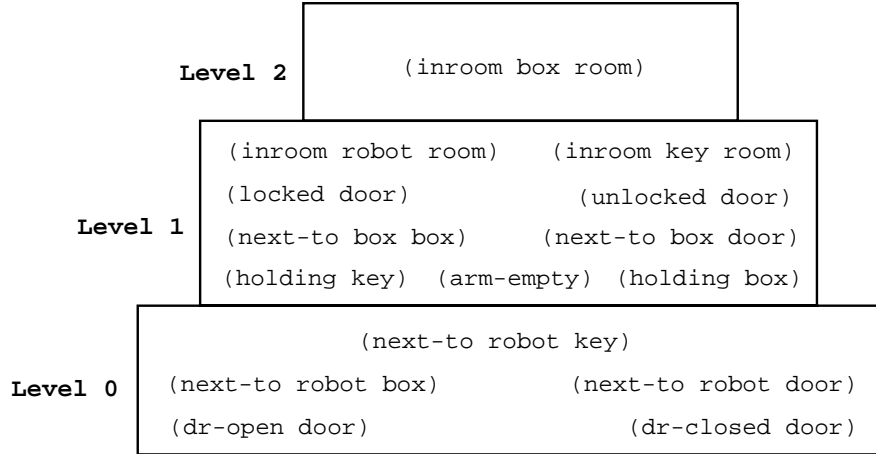 Level 2 (inroom box room)
(inroom robot room) (inroom key room)
(locked door) (unlocked door)
Level 1
(next-to box box) (next-to box door)
(holding key) (arm-empty) (holding box)
(next-to robot key)
Level 0 (next-to robot box) (next-to robot door)
(dr-open door) (dr-closed door)